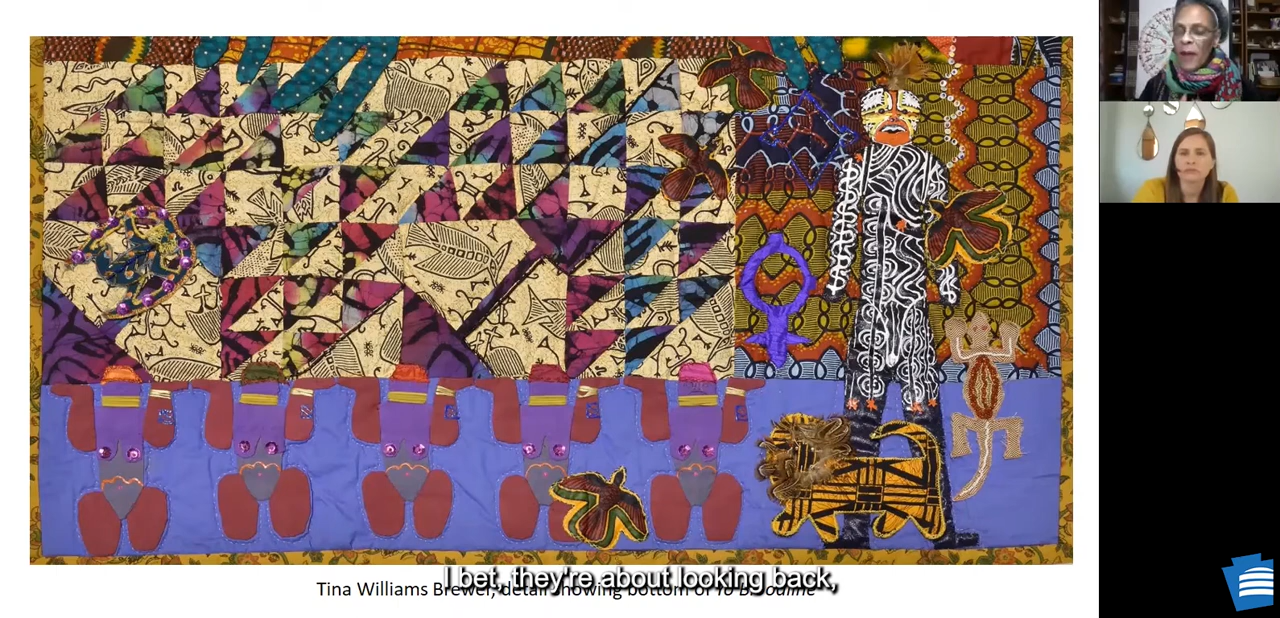 I bet, they're about looking back,
Tina Williams Brewer, detail showing bottom of